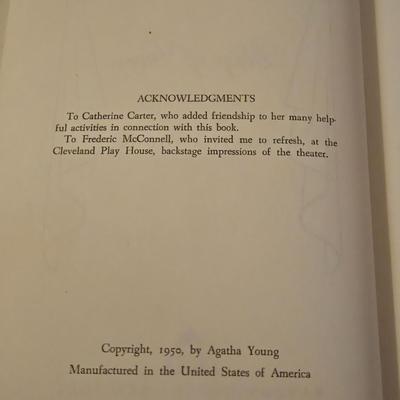 ACKNOWLEDGMENTS
To Catherine Carter, who added friendship to her many help-
ful activities in connection with this book.
To Frederic McConnell, who invited me to refresh, at the
Cleveland Play House, backstage impressions of the theater.
Copyright, 1950, by Agatha Young
Manufactured in the United States of America